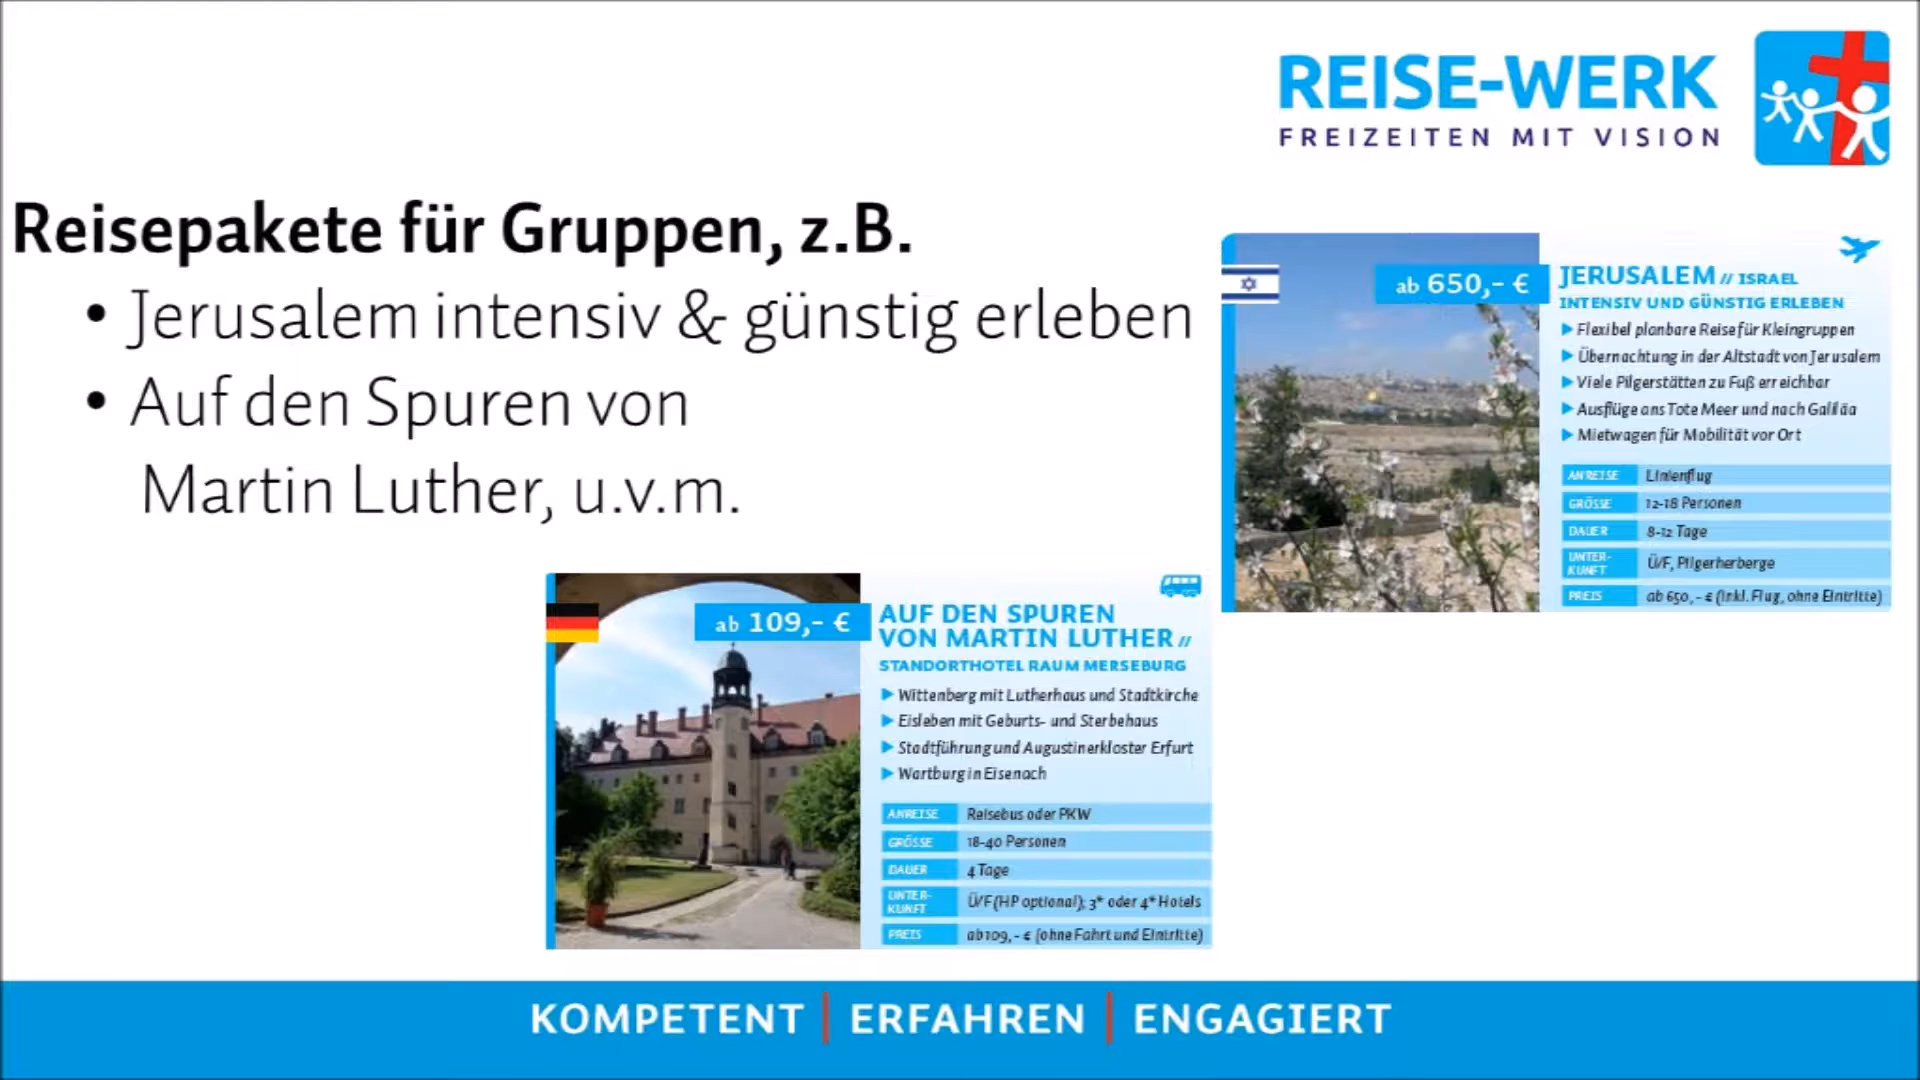 REISE-WERK
FREIZEITEN MIT VISION
Reisepakete für Gruppen, z.B.
• Jerusalem intensiv & günstig erleben
• Auf den Spuren von
Martin Luther, u.v.m.
ab 650,- €
JERUSALEM // ISRAEL
INTENSIV UND GÜNSTIG ERLEBEN
Flexibel planbare Reise für Kleingruppen
Übernachtung in der Altstadt von Jerusalem
Viele Pilgerstätten zu Fuß erreichbar
Ausflüge ans Tote Meer und nach Galiläa
Mietwagen für Mobilität vor Ort
ANREISE Linienflug
GRÖSSE 12-18 Personen
DAUER 8-12 Tage
UNTER-
KUNFT Ü/F, Pilgerherberge
PREIS ab 650,- € (inkl. Flug, ohne Eintritte)
ab 109,- €
AUF DEN SPUREN
VON MARTIN LUTHER //
STANDORTHOTEL RAUM MERSEBURG
Wittenberg mit Lutherhaus und Stadtkirche
Eisleben mit Geburts- und Sterbehaus
Stadtführung und Augustinerkloster Erfurt
Wartburg in Eisenach
ANREISE Reisebus oder PKW
GRÖSSE 18-40 Personen
DAUER 4 Tage
UNTER-
KUNFT Ü/F (HP optional); 3* oder 4* Hotels
PREIS ab 109,- € (ohne Fahrt und Eintritte)
KOMPETENT | ERFAHREN | ENGAGIERT